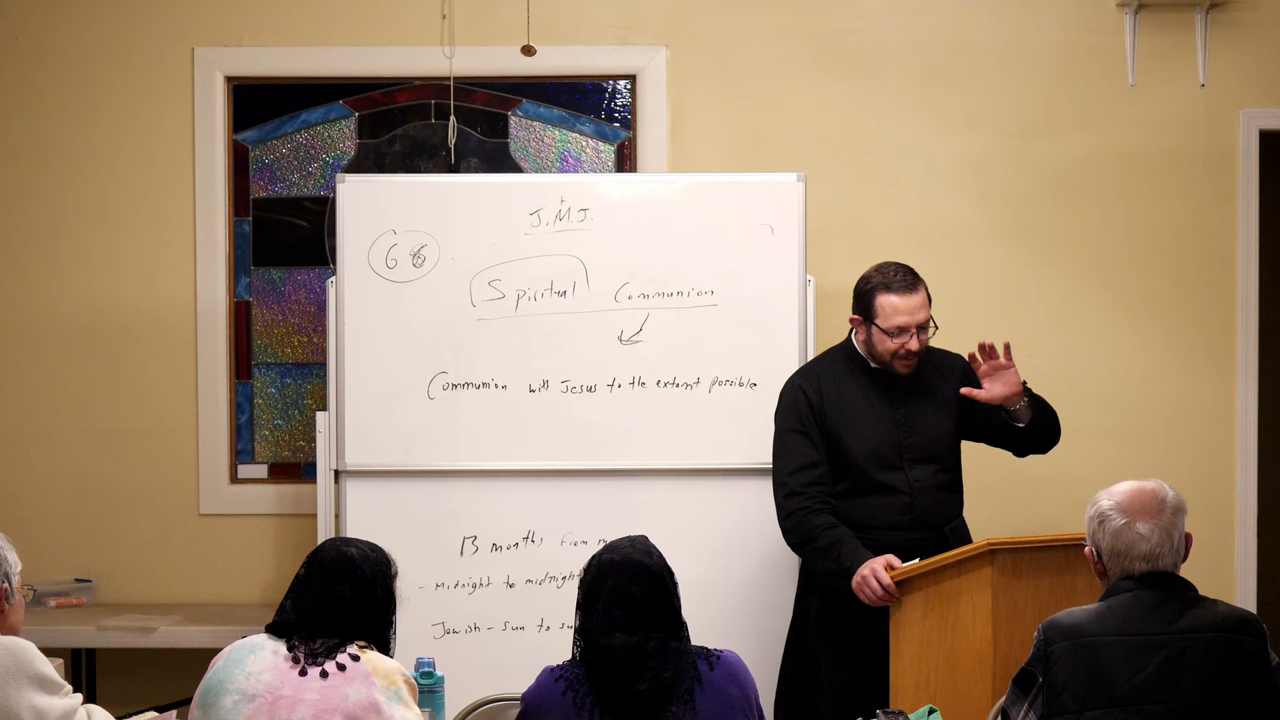 J.M.J.
66
Spiritual Communion
Communion with Jesus to the extent possible
13 months from
- Midnight to midnight
Jewish - Sun to